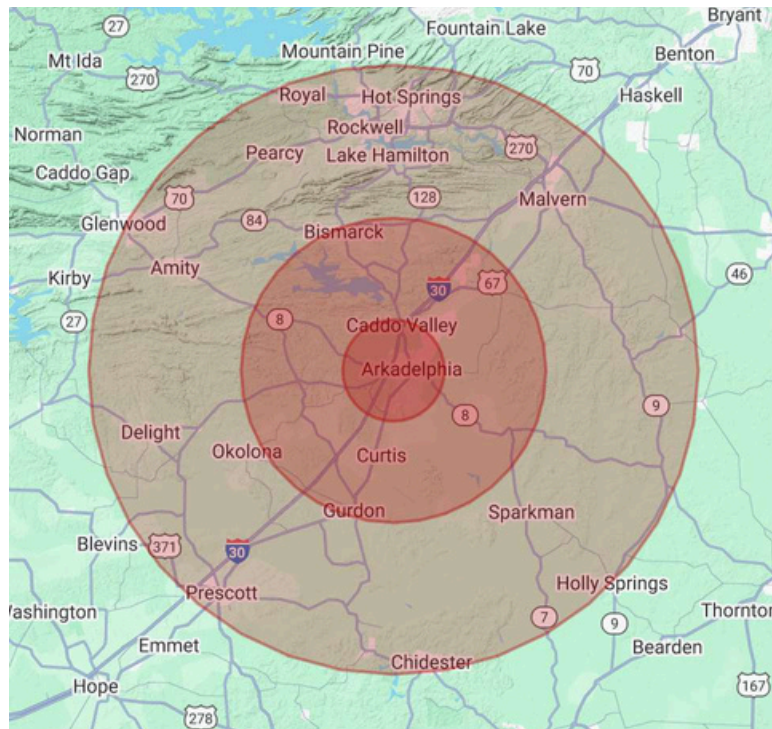 Bryant
27
Fountain Lake
Mountain Pine
Benton
Mt Ida
270
70
Royal
Hot Springs
Haskell
Rockwell
Norman
Pearcy
Lake Hamilton
270
Caddo Gap
70
128
Malvern
84
Glenwood
Bismarck
Amity
46
Kirby
30
67
27
8
Caddo Valley
Arkadelphia
9
8
Delight
Okolona
Curtis
Gurdon
Sparkman
Blevins
371
30
Holly Springs
Prescott
Washington
Thornton
7
9
Emmet
Bearden
Chidester
Hope
167
278